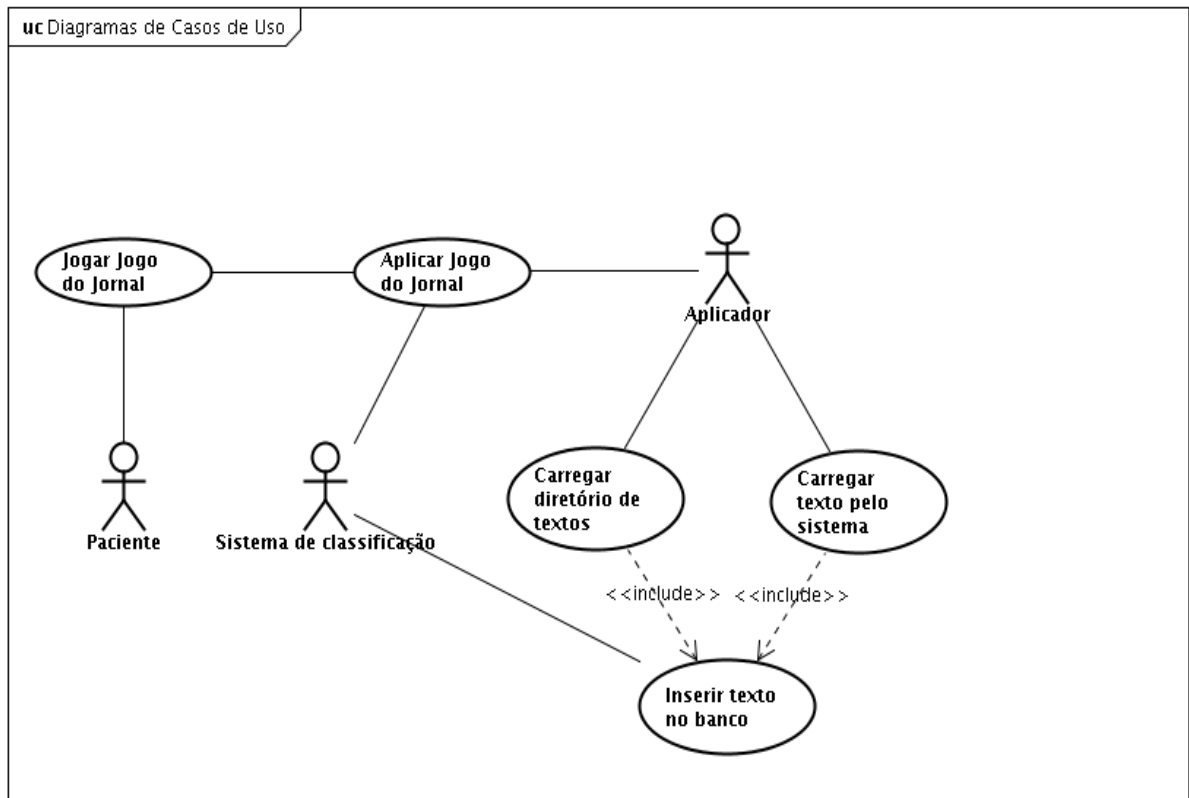 uc Diagramas de Casos de Uso
Jogar Jogo
do Jornal
Aplicar Jogo
do Jornal
Aplicador
Paciente
Sistema de classificação
Carregar
diretório de
textos
Carregar
texto pelo
sistema
<<include>>
<<include>>
Inserir texto
no banco